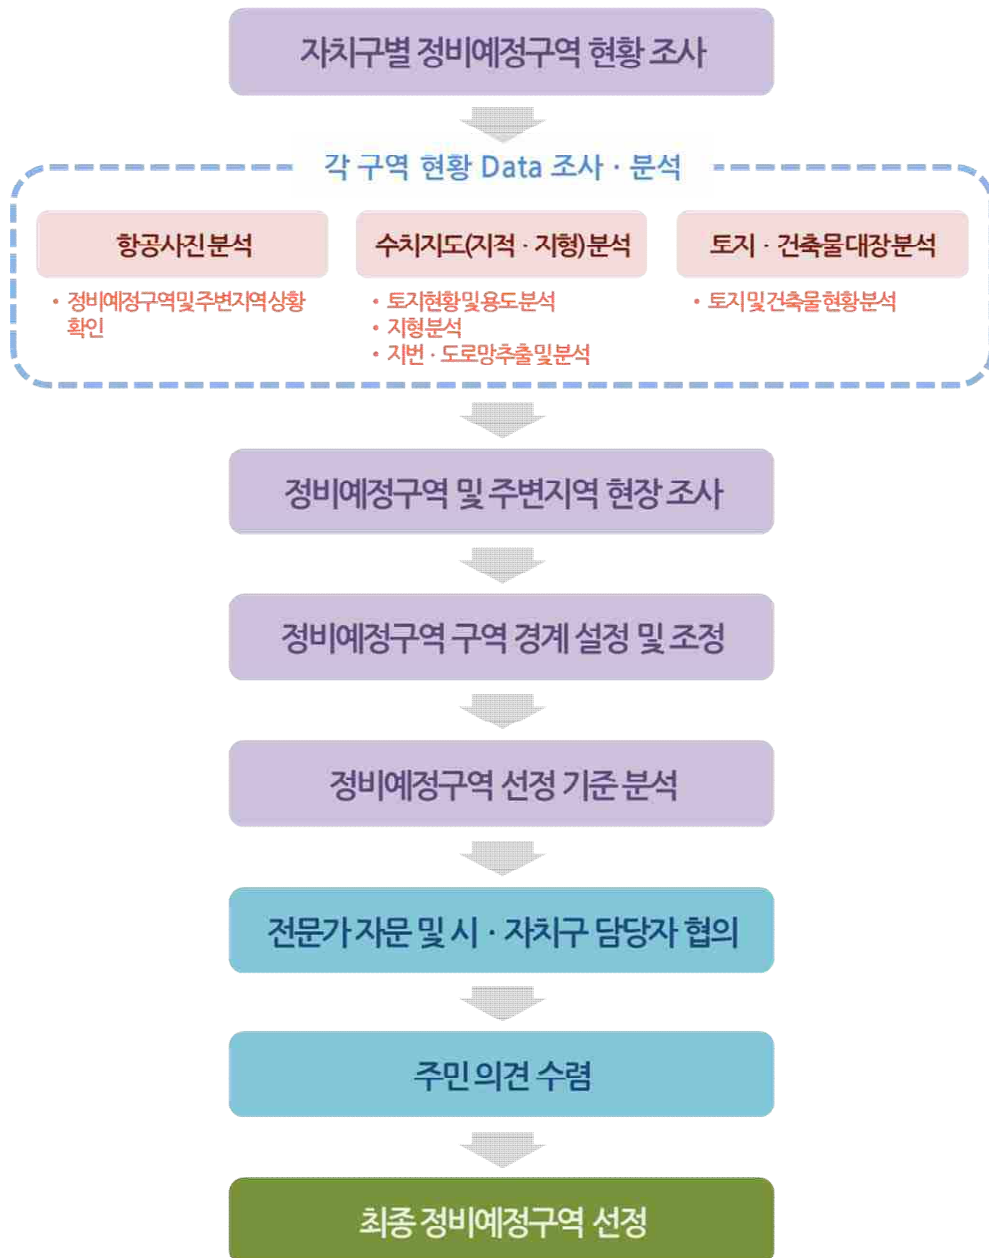 자치구별 정비예정구역 현황 조사
각 구역 현황 Data 조사 · 분석
항공사진 분석
• 정비예정구역 및 주변지역 상황
확인
수치지도(지적 · 지형) 분석
• 토지현황 및 용도 분석
• 지형 분석
• 지번 · 도로망 추출 및 분석
토지 · 건축물 대장 분석
• 토지 및 건축물 현황 분석
정비예정구역 및 주변지역 현장 조사
정비예정구역 구역 경계 설정 및 조정
정비예정구역 선정 기준 분석
전문가 자문 및 시 · 자치구 담당자 협의
주민 의견 수렴
최종 정비예정구역 선정